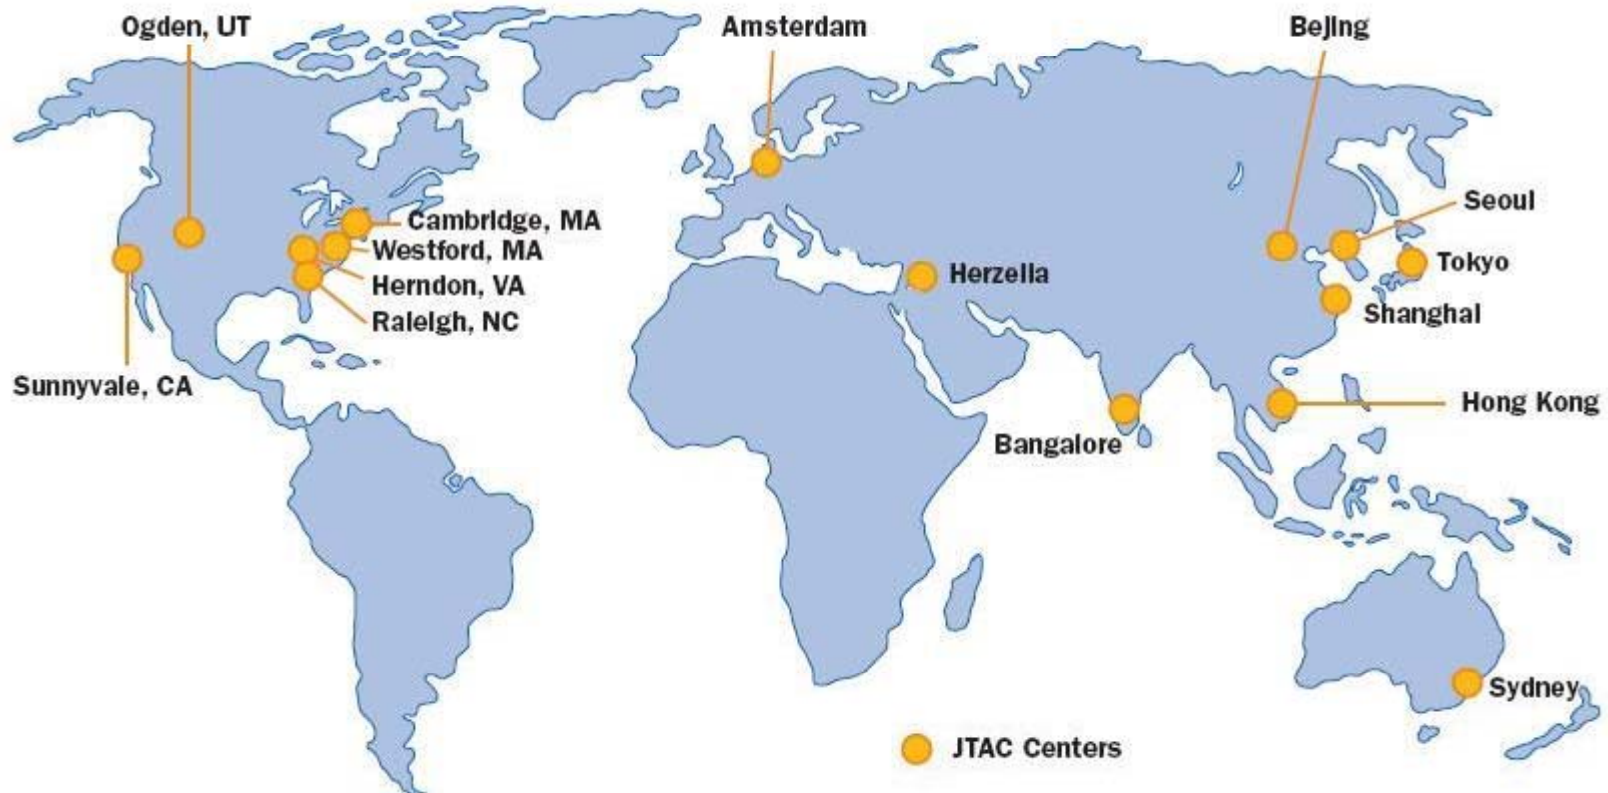 Ogden, UT
Amsterdam
Bejing
Cambridge, MA
Westford, MA
Herndon, VA
Raleigh, NC
Sunnyvale, CA
Herzelia
Seoul
Tokyo
Shanghai
Hong Kong
Bangalore
Sydney
JTAC Centers